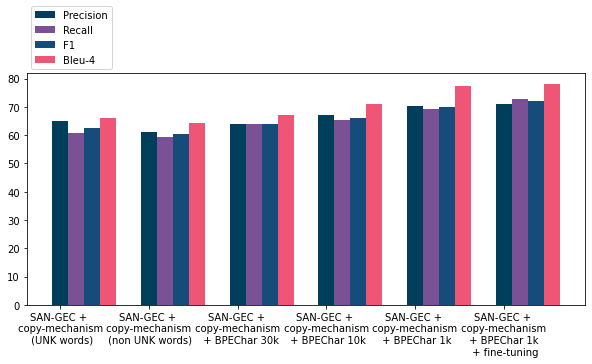 Precision
Recall
F1
Bleu-4
80
70
60
50
40
30
20
10
0
SAN-GEC +
copy-mechanism
(UNK words)
SAN-GEC +
copy-mechanism
(non UNK words)
SAN-GEC +
copy-mechanism
+ BPEChar 30k
SAN-GEC +
copy-mechanism
+ BPEChar 10k
SAN-GEC +
copy-mechanism
+ BPEChar 1k
SAN-GEC +
copy-mechanism
+ BPEChar 1k
+ fine-tuning